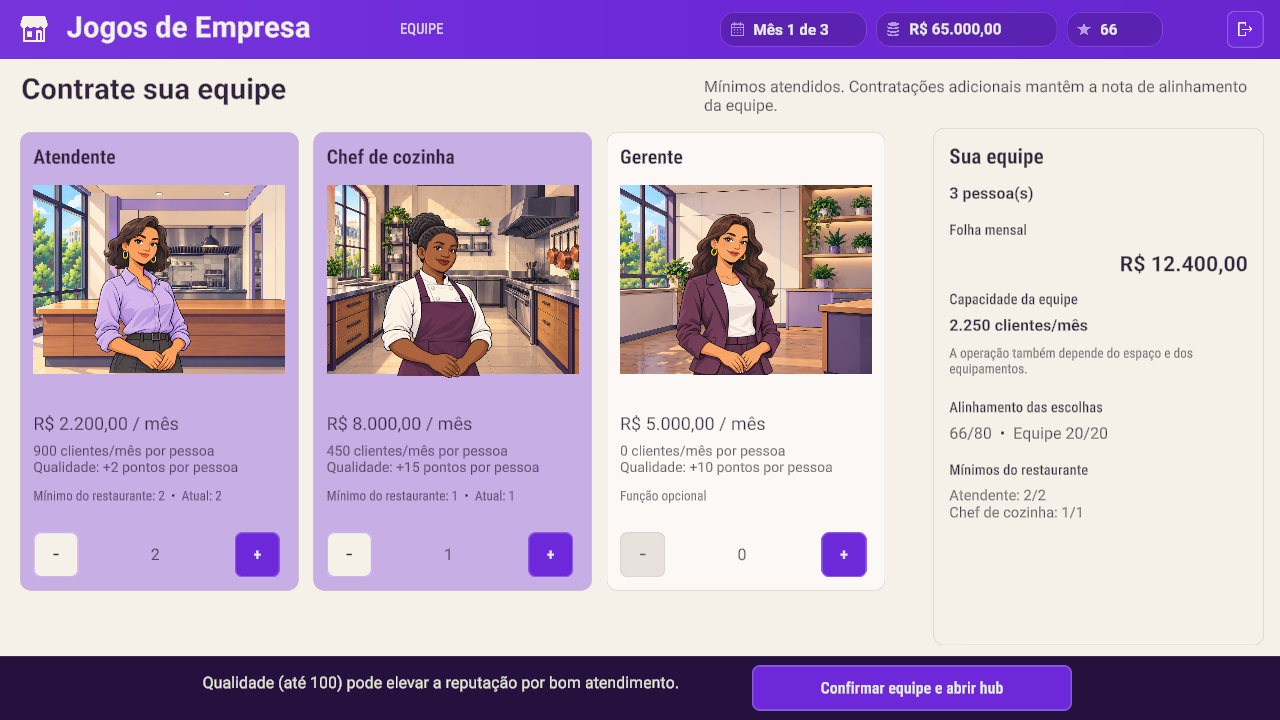 Jogos de Empresa
EQUIPE
Mês 1 de 3
R$ 65.000,00
66
Contrate sua equipe
Mínimos atendidos. Contratações adicionais mantêm a nota de alinhamento
da equipe.
Atendente
R$ 2.200,00 / mês
900 clientes/mês por pessoa
Qualidade: +2 pontos por pessoa
Mínimo do restaurante: 2 • Atual: 2
-
2
+
Chef de cozinha
R$ 8.000,00 / mês
450 clientes/mês por pessoa
Qualidade: +15 pontos por pessoa
Mínimo do restaurante: 1 • Atual: 1
-
1
+
Gerente
R$ 5.000,00 / mês
0 clientes/mês por pessoa
Qualidade: +10 pontos por pessoa
Função opcional
-
0
+
Sua equipe
3 pessoa(s)
Folha mensal
R$ 12.400,00
Capacidade da equipe
2.250 clientes/mês
A operação também depende do espaço e dos
equipamentos.
Alinhamento das escolhas
66/80 • Equipe 20/20
Mínimos do restaurante
Atendente: 2/2
Chef de cozinha: 1/1
Qualidade (até 100) pode elevar a reputação por bom atendimento.
Confirmar equipe e abrir hub